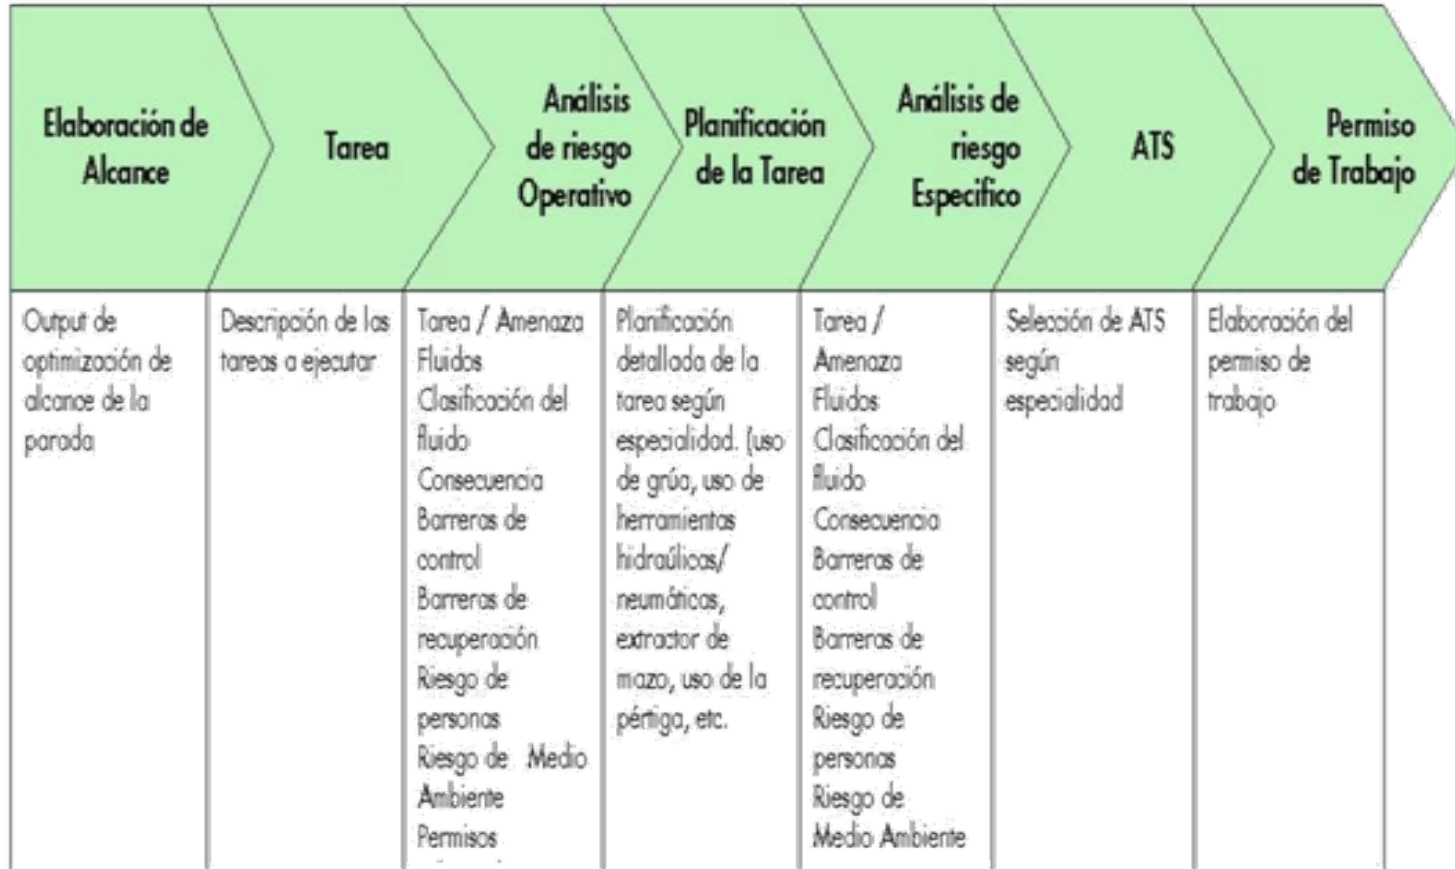 Elaboración de
Alcance
Tarea
Análisis
de riesgo
Operativo
Planificación
de la Tarea
Análisis de
riesgo
Especifico
ATS
Permiso
de Trabajo
Output de
optimización de
alcance de la
parada
Descripción de las
tareas a ejecutar
Tarea / Amenaza
Fluidos
Clasificación del
fluido
Consecuencia
Barreras de
control
Barreras de
recuperación
Riesgo de
personas
Riesgo de Medio
Ambiente
Permisos
Planificación
detallada de la
tarea según
especialidad. (uso
de grúa, uso de
herramientas
hidraúlicas/
neumáticas,
extractor de
mazo, uso de la
pértiga, etc.
Tarea /
Amenaza
Fluidos
Clasificación del
fluido
Consecuencia
Barreras de
control
Barreras de
recuperación
Riesgo de
personas
Riesgo de
Medio Ambiente
Selección de ATS
según
especialidad
Elaboración del
permiso de
trabajo